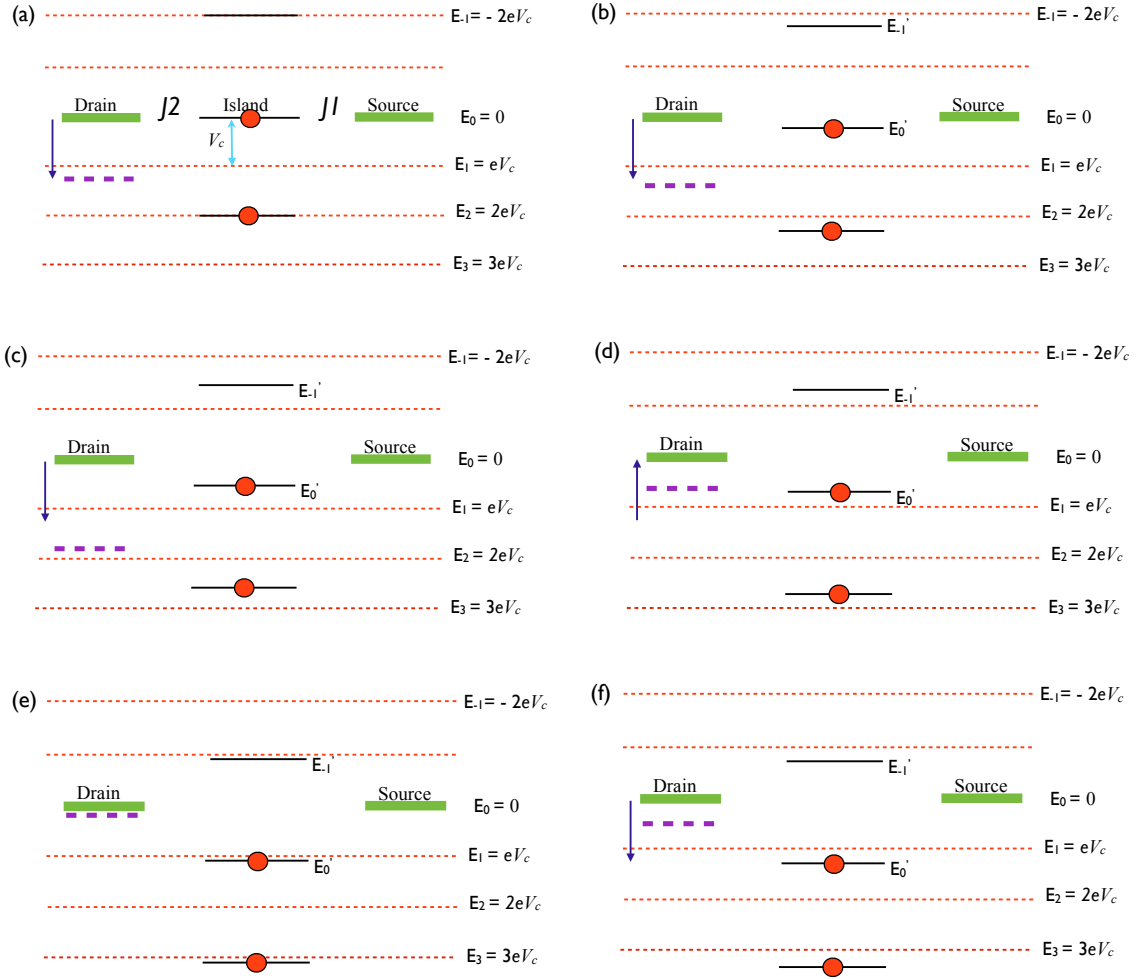 (a)
E-1 = - 2eVc
Drain J2 Island J1 Source
E0 = 0
Vc
E1 = eVc
E2 = 2eVc
E3 = 3eVc
(b)
E-1 = - 2eVc
E-1'
Drain Source
E0 = 0
E0'
E1 = eVc
E2 = 2eVc
E3 = 3eVc
(c)
E-1 = - 2eVc
E-1'
Drain Source
E0 = 0
E0'
E1 = eVc
E2 = 2eVc
E3 = 3eVc
(d)
E-1 = - 2eVc
E-1'
Drain Source
E0 = 0
E0'
E1 = eVc
E2 = 2eVc
E3 = 3eVc
(e)
E-1 = - 2eVc
E-1'
Drain Source
E0 = 0
E1 = eVc
E0'
E2 = 2eVc
E3 = 3eVc
(f)
E-1 = - 2eVc
E-1'
Drain Source
E0 = 0
E1 = eVc
E0'
E2 = 2eVc
E3 = 3eVc